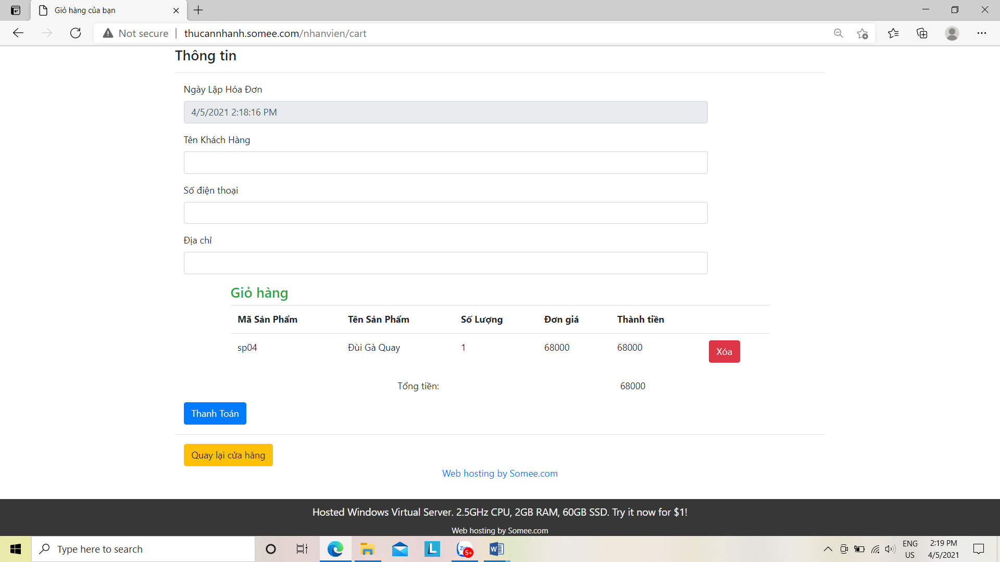 Giỏ hàng của bạn
Not secure | thucannhanh.somee.com/nhanvien/cart
Thông tin
Ngày Lập Hóa Đơn
4/5/2021 2:18:16 PM
Tên Khách Hàng
Số điện thoại
Địa chỉ
Giỏ hàng
Mã Sản Phẩm Tên Sản Phẩm Số Lượng Đơn giá Thành tiền
sp04 Đùi Gà Quay 1 68000 68000 Xóa
Tổng tiền: 68000
Thanh Toán
Quay lại cửa hàng
Web hosting by Somee.com
Hosted Windows Virtual Server. 2.5GHz CPU, 2GB RAM, 60GB SSD. Try it now for $1!
Web hosting by Somee.com
Type here to search
L
5+
W
ENG
US
2:19 PM
4/5/2021